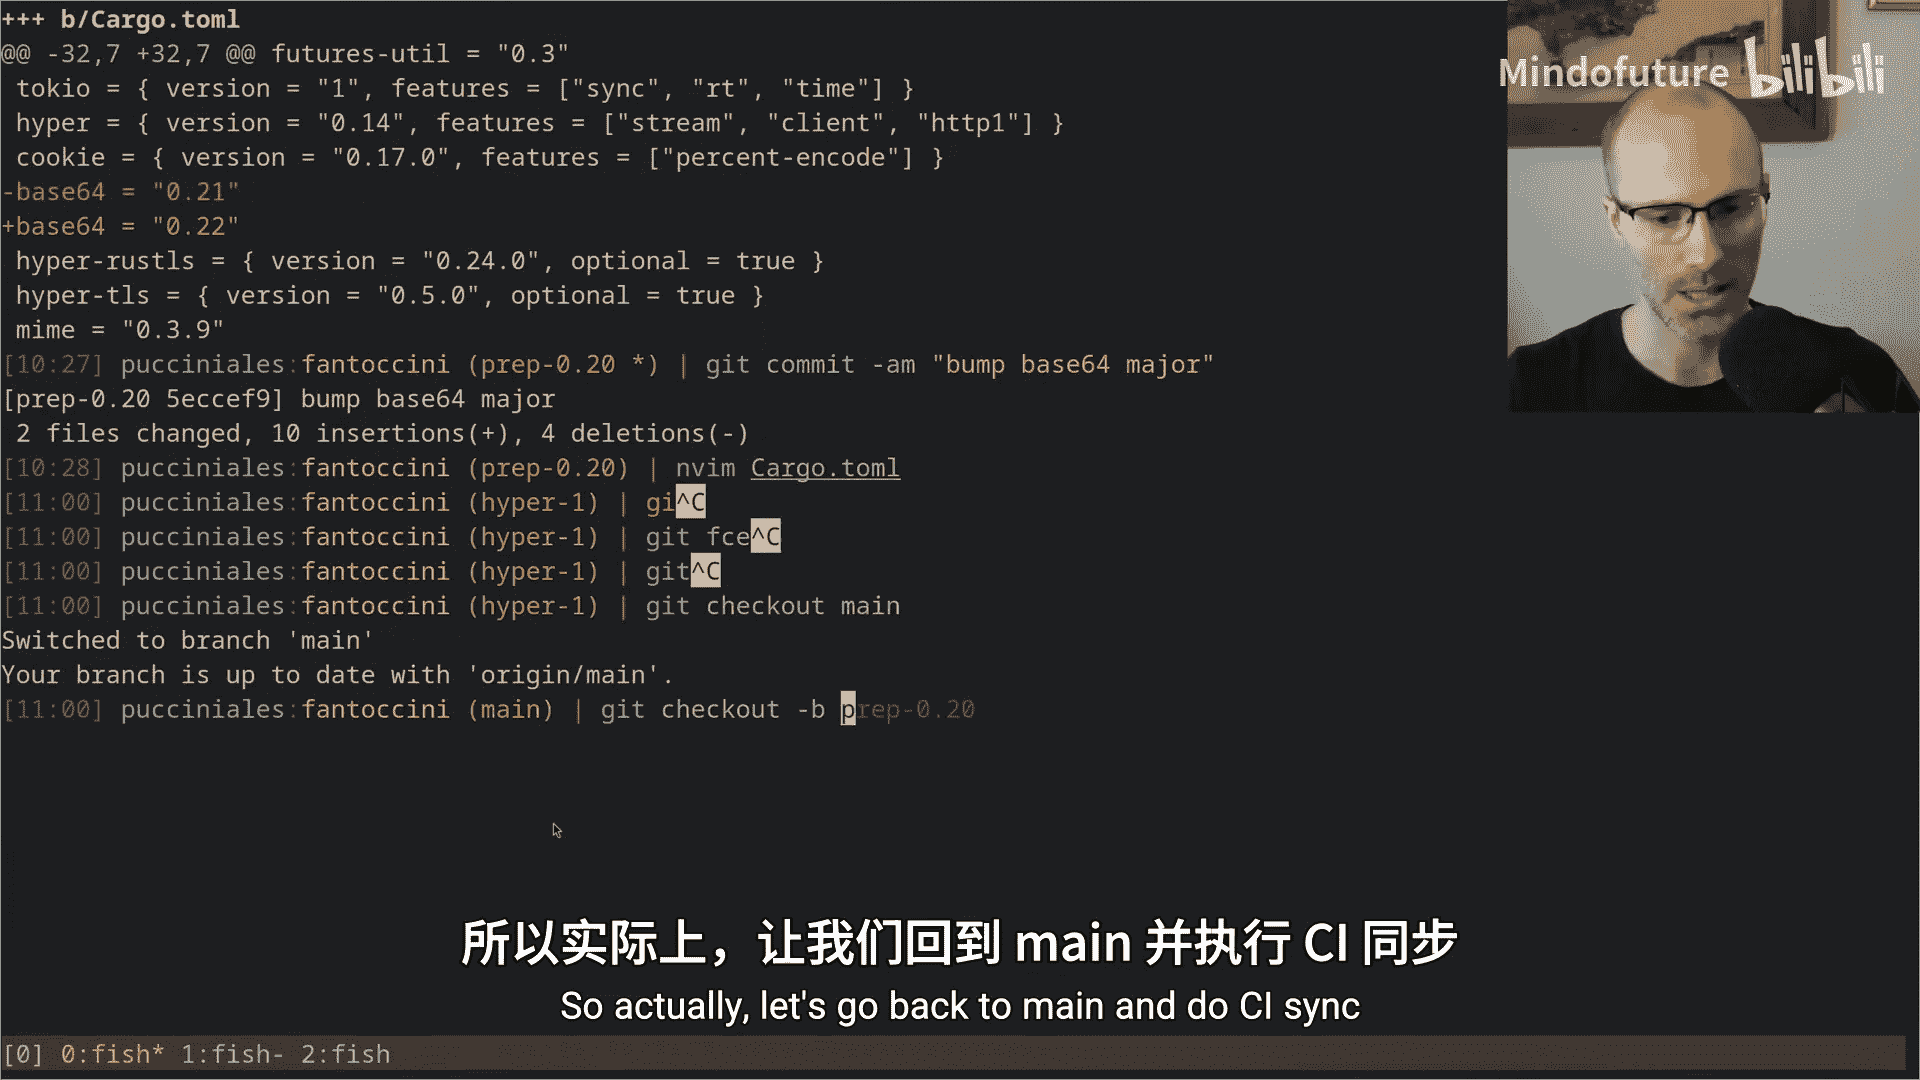 +++ b/Cargo.toml
@@ -32,7 +32,7 @@ futures-util = "0.3"
tokio = { version = "1", features = ["sync", "rt", "time"] }
hyper = { version = "0.14", features = ["stream", "client", "http1"] }
cookie = { version = "0.17.0", features = ["percent-encode"] }
-base64 = "0.21"
+base64 = "0.22"
hyper-rustls = { version = "0.24.0", optional = true }
hyper-tls = { version = "0.5.0", optional = true }
mime = "0.3.9"
[10:27] pucciniales:fantoccini (prep-0.20 *) | git commit -am "bump base64 major"
[prep-0.20 5eccef9] bump base64 major
2 files changed, 10 insertions(+), 4 deletions(-)
[10:28] pucciniales:fantoccini (prep-0.20) | nvim Cargo.toml
[11:00] pucciniales:fantoccini (hyper-1) | gi^C
[11:00] pucciniales:fantoccini (hyper-1) | git fce^C
[11:00] pucciniales:fantoccini (hyper-1) | git^C
[11:00] pucciniales:fantoccini (hyper-1) | git checkout main
Switched to branch 'main'
Your branch is up to date with 'origin/main'.
[11:00] pucciniales:fantoccini (main) | git checkout -b prep-0.20
Mindofuture bilibili
所以实际上，让我们回到 main 并执行 CI 同步
So actually, let's go back to main and do CI sync
[0] 0:fish* 1:fish- 2:fish